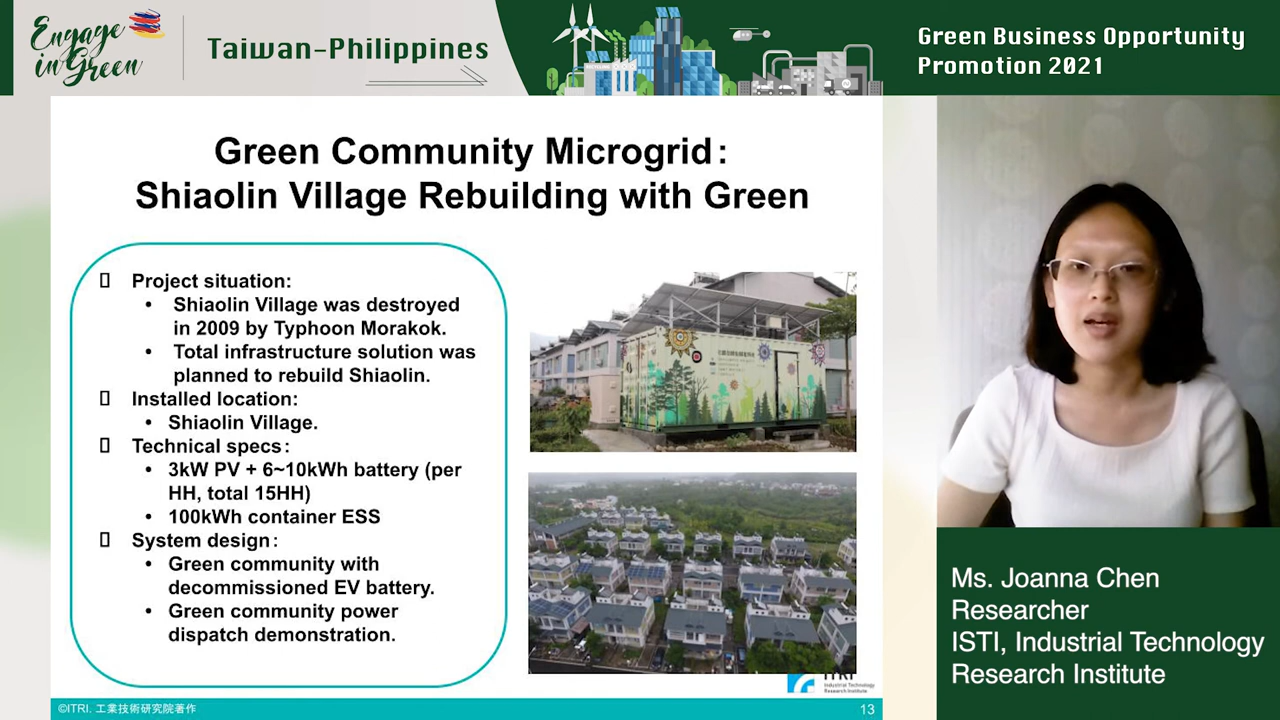 Engage
in Green
Taiwan-Philippines
Green Business Opportunity
Promotion 2021
Green Community Microgrid:
Shiaolin Village Rebuilding with Green
Project situation:
• Shiaolin Village was destroyed
in 2009 by Typhoon Morakok.
• Total infrastructure solution was
planned to rebuild Shiaolin.
Installed location:
• Shiaolin Village.
Technical specs:
• 3kW PV + 6~10kWh battery (per
HH, total 15HH)
• 100kWh container ESS
System design:
• Green community with
decommissioned EV battery.
• Green community power
dispatch demonstration.
ITRI
Industrial Technology
Research Institute
©ITRI. 工業技術研究院著作
13
Ms. Joanna Chen
Researcher
ISTI, Industrial Technology
Research Institute